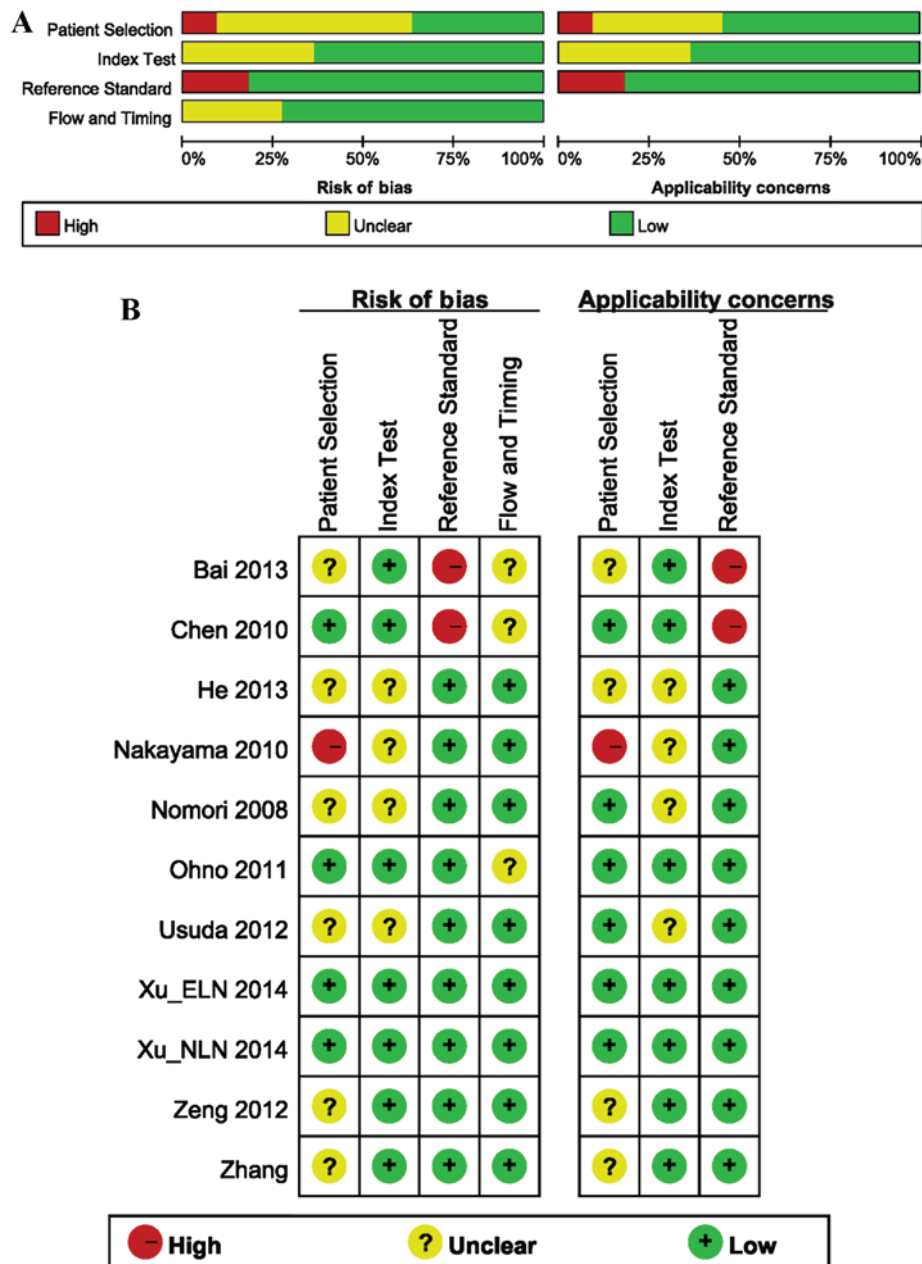 A
Patient Selection
Index Test
Reference Standard
Flow and Timing
0% 25% 50% 75% 100% 0% 25% 50% 75% 100%
Risk of bias Applicability concerns
High Unclear Low
B
Risk of bias Applicability concerns
Patient Selection Index Test Reference Standard Flow and Timing Patient Selection Index Test Reference Standard
Bai 2013 ? + – ? ? + –
Chen 2010 + + – ? + + –
He 2013 ? ? + + ? ? +
Nakayama 2010 – ? + + – ? +
Nomori 2008 ? ? + + + ? +
Ohno 2011 + + + ? + + +
Usuda 2012 ? ? + + + ? +
Xu_ELN 2014 + + + + + + +
Xu_NLN 2014 + + + + + + +
Zeng 2012 ? + + + ? + +
Zhang ? + + + ? + +
– High ? Unclear + Low